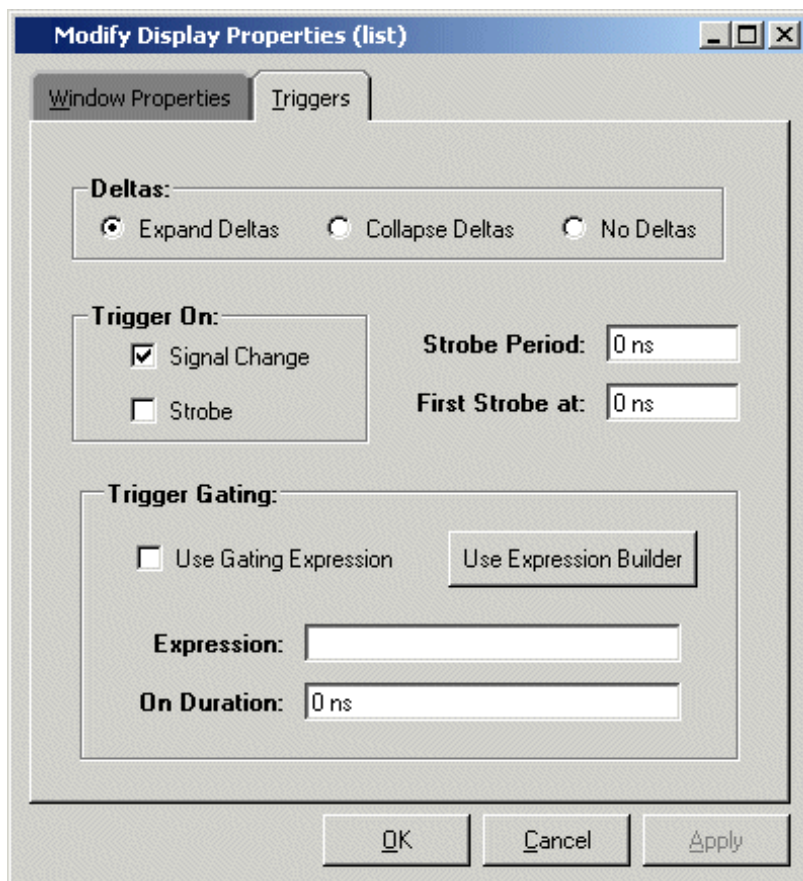 Modify Display Properties (list)
Window Properties Triggers
Deltas:
Expand Deltas Collapse Deltas No Deltas
Trigger On:
Signal Change
Strobe
Strobe Period: 0 ns
First Strobe at: 0 ns
Trigger Gating:
Use Gating Expression Use Expression Builder
Expression:
On Duration: 0 ns
OK Cancel Apply